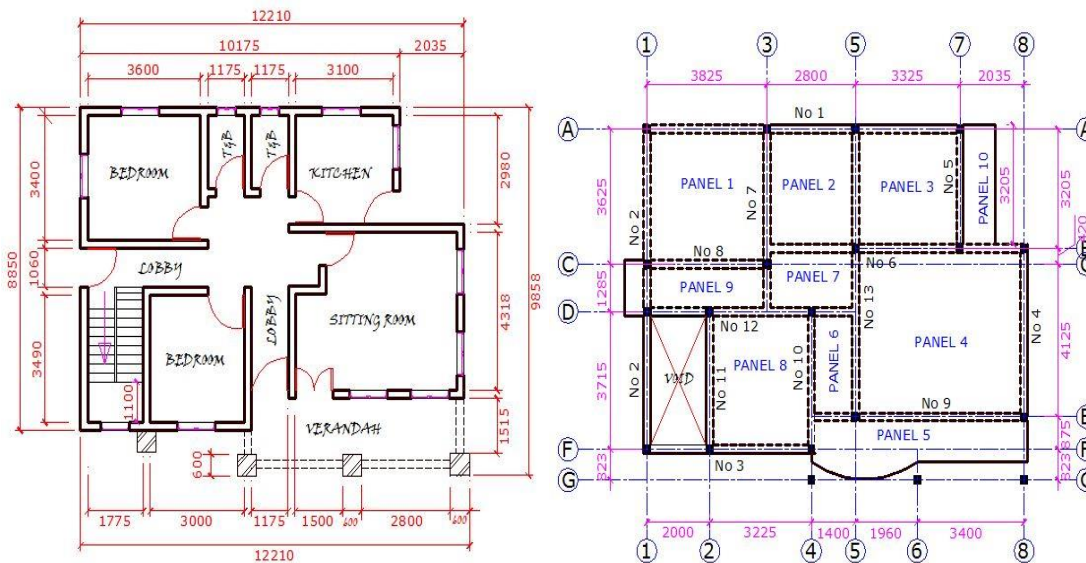 12210
10175
2035
3600
1175
1175
3100
3400
BEDROOM
T&B
T&B
KITCHEN
2980
8850
1060
LOBBY
9858
4318
LOBBY
SITTING ROOM
3490
BEDROOM
1100
VERANDAH
1515
600
1775
3000
1175
1500
600
2800
600
12210
1
3
5
7
8
3825
2800
3325
2035
No 1
A
A
3625
PANEL 1
No 7
PANEL 2
PANEL 3
No 5
PANEL 10
3205
3205
No 2
420
No 8
C
No 6
1285
PANEL 9
PANEL 7
No 13
D
No 12
No 4
3715
No 2
VOID
No 11
PANEL 8
No 10
PANEL 6
PANEL 4
4125
No 9
E
PANEL 5
875
F
F
No 3
323
323
G
2000
3225
1400
1960
3400
1
2
4
5
6
8